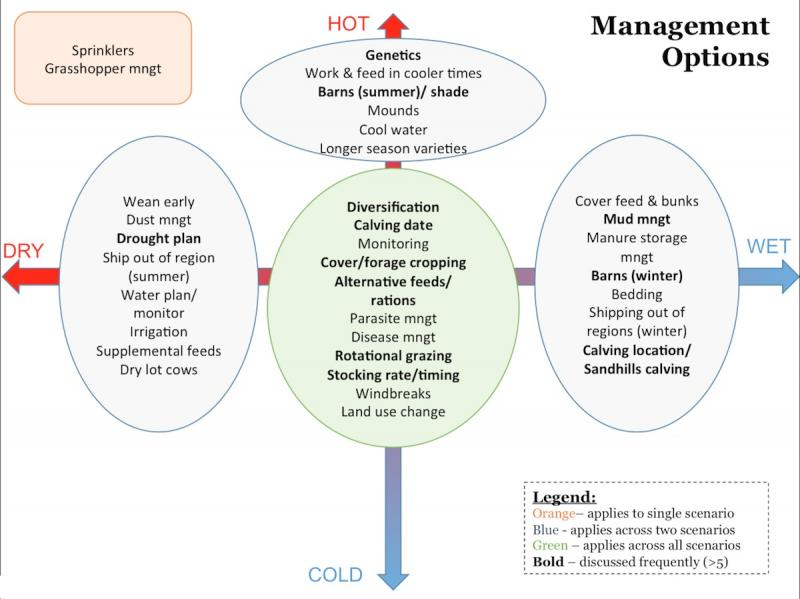 Management
Options
Sprinklers
Grasshopper mngt
HOT
Genetics
Work & feed in cooler times
Barns (summer)/ shade
Mounds
Cool water
Longer season varieties
DRY
Wean early
Dust mngt
Drought plan
Ship out of region
(summer)
Water plan/
monitor
Irrigation
Supplemental feeds
Dry lot cows
Diversification
Calving date
Monitoring
Cover/forage cropping
Alternative feeds/
rations
Parasite mngt
Disease mngt
Rotational grazing
Stocking rate/timing
Windbreaks
Land use change
Cover feed & bunks
Mud mngt
Manure storage
mngt
Barns (winter)
Bedding
Shipping out of
regions (winter)
Calving location/
Sandhills calving
WET
COLD
Legend:
Orange– applies to single scenario
Blue - applies across two scenarios
Green – applies across all scenarios
Bold – discussed frequently (>5)